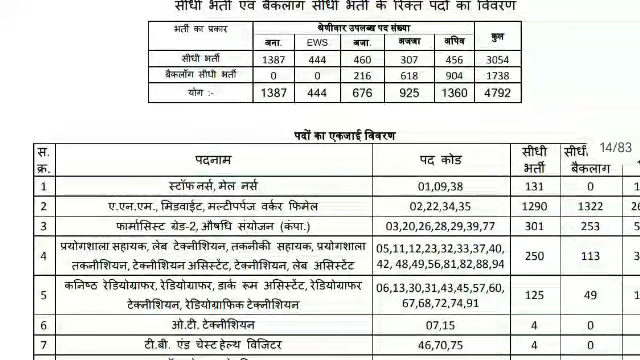 सीधी भर्ती एवं बैकलॉग सीधी भर्ती के रिक्त पदों का विवरण
भर्ती का प्रकार श्रेणीवार उपलब्ध पद संख्या कुल
अना. EWS अजा. अजजा अपिव
सीधी भर्ती 1387 444 460 307 456 3054
बैकलॉग सीधी भर्ती 0 0 216 618 904 1738
योग :- 1387 444 676 925 1360 4792
पदों का एकजाई विवरण
स. क्र. पदनाम पद कोड सीधी भर्ती सीधी बैकलाग
14/83
1 स्टॉफ नर्स, मेल नर्स 01,09,38 131 0
2 ए.एन.एम., मिडवाईट, मल्टीपर्पज वर्कर फिमेल 02,22,34,35 1290 1322
3 फार्मासिस्ट ग्रेड-2, औषधि संयोजन (कंपा.) 03,20,26,28,29,39,77 301 253
4 प्रयोगशाला सहायक, लेब टेक्नीशियन, तकनीकी सहायक, प्रयोगशाला 05,11,12,23,32,33,37,40, 250 113
तकनीशियन, टेक्नीशियन असिस्टेंट, टेक्नीशियन, लेब असिस्टेंट 42, 48,49,56,81,82,88,94
5 कनिष्ठ रेडियोग्राफर, रेडियोग्राफर, डार्क रूम असिस्टेंट, रेडियोग्राफर 06,13,30,31,43,45,57,60, 125 49
टेक्नीशियन, रेडियोग्राफिक टेक्नीशियन 67,68,72,74,91
6 ओ.टी. टेक्नीशियन 07,15 4 0
7 टी.बी. एंड चेस्ट हेल्थ विजिटर 46,70,75 4 0